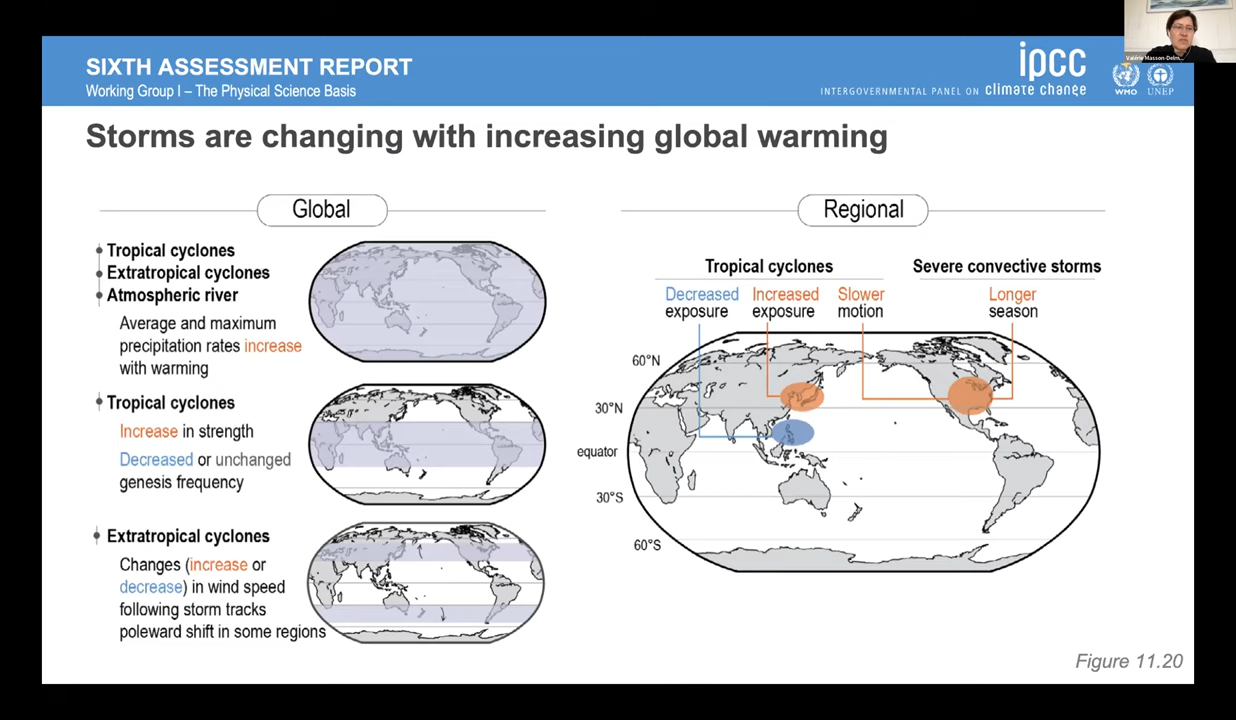 SIXTH ASSESSMENT REPORT
Working Group I – The Physical Science Basis
ipcc
INTERGOVERNMENTAL PANEL ON climate change
WMO
UNEP
Storms are changing with increasing global warming
Global
Tropical cyclones
Extratropical cyclones
Atmospheric river
Average and maximum
precipitation rates increase
with warming
Tropical cyclones
Increase in strength
Decreased or unchanged
genesis frequency
Extratropical cyclones
Changes (increase or
decrease) in wind speed
following storm tracks
poleward shift in some regions
Regional
Tropical cyclones
Severe convective storms
Decreased
exposure
Increased
exposure
Slower
motion
Longer
season
60°N
30°N
equator
30°S
60°S
Figure 11.20
Valérie Masson-Delm...